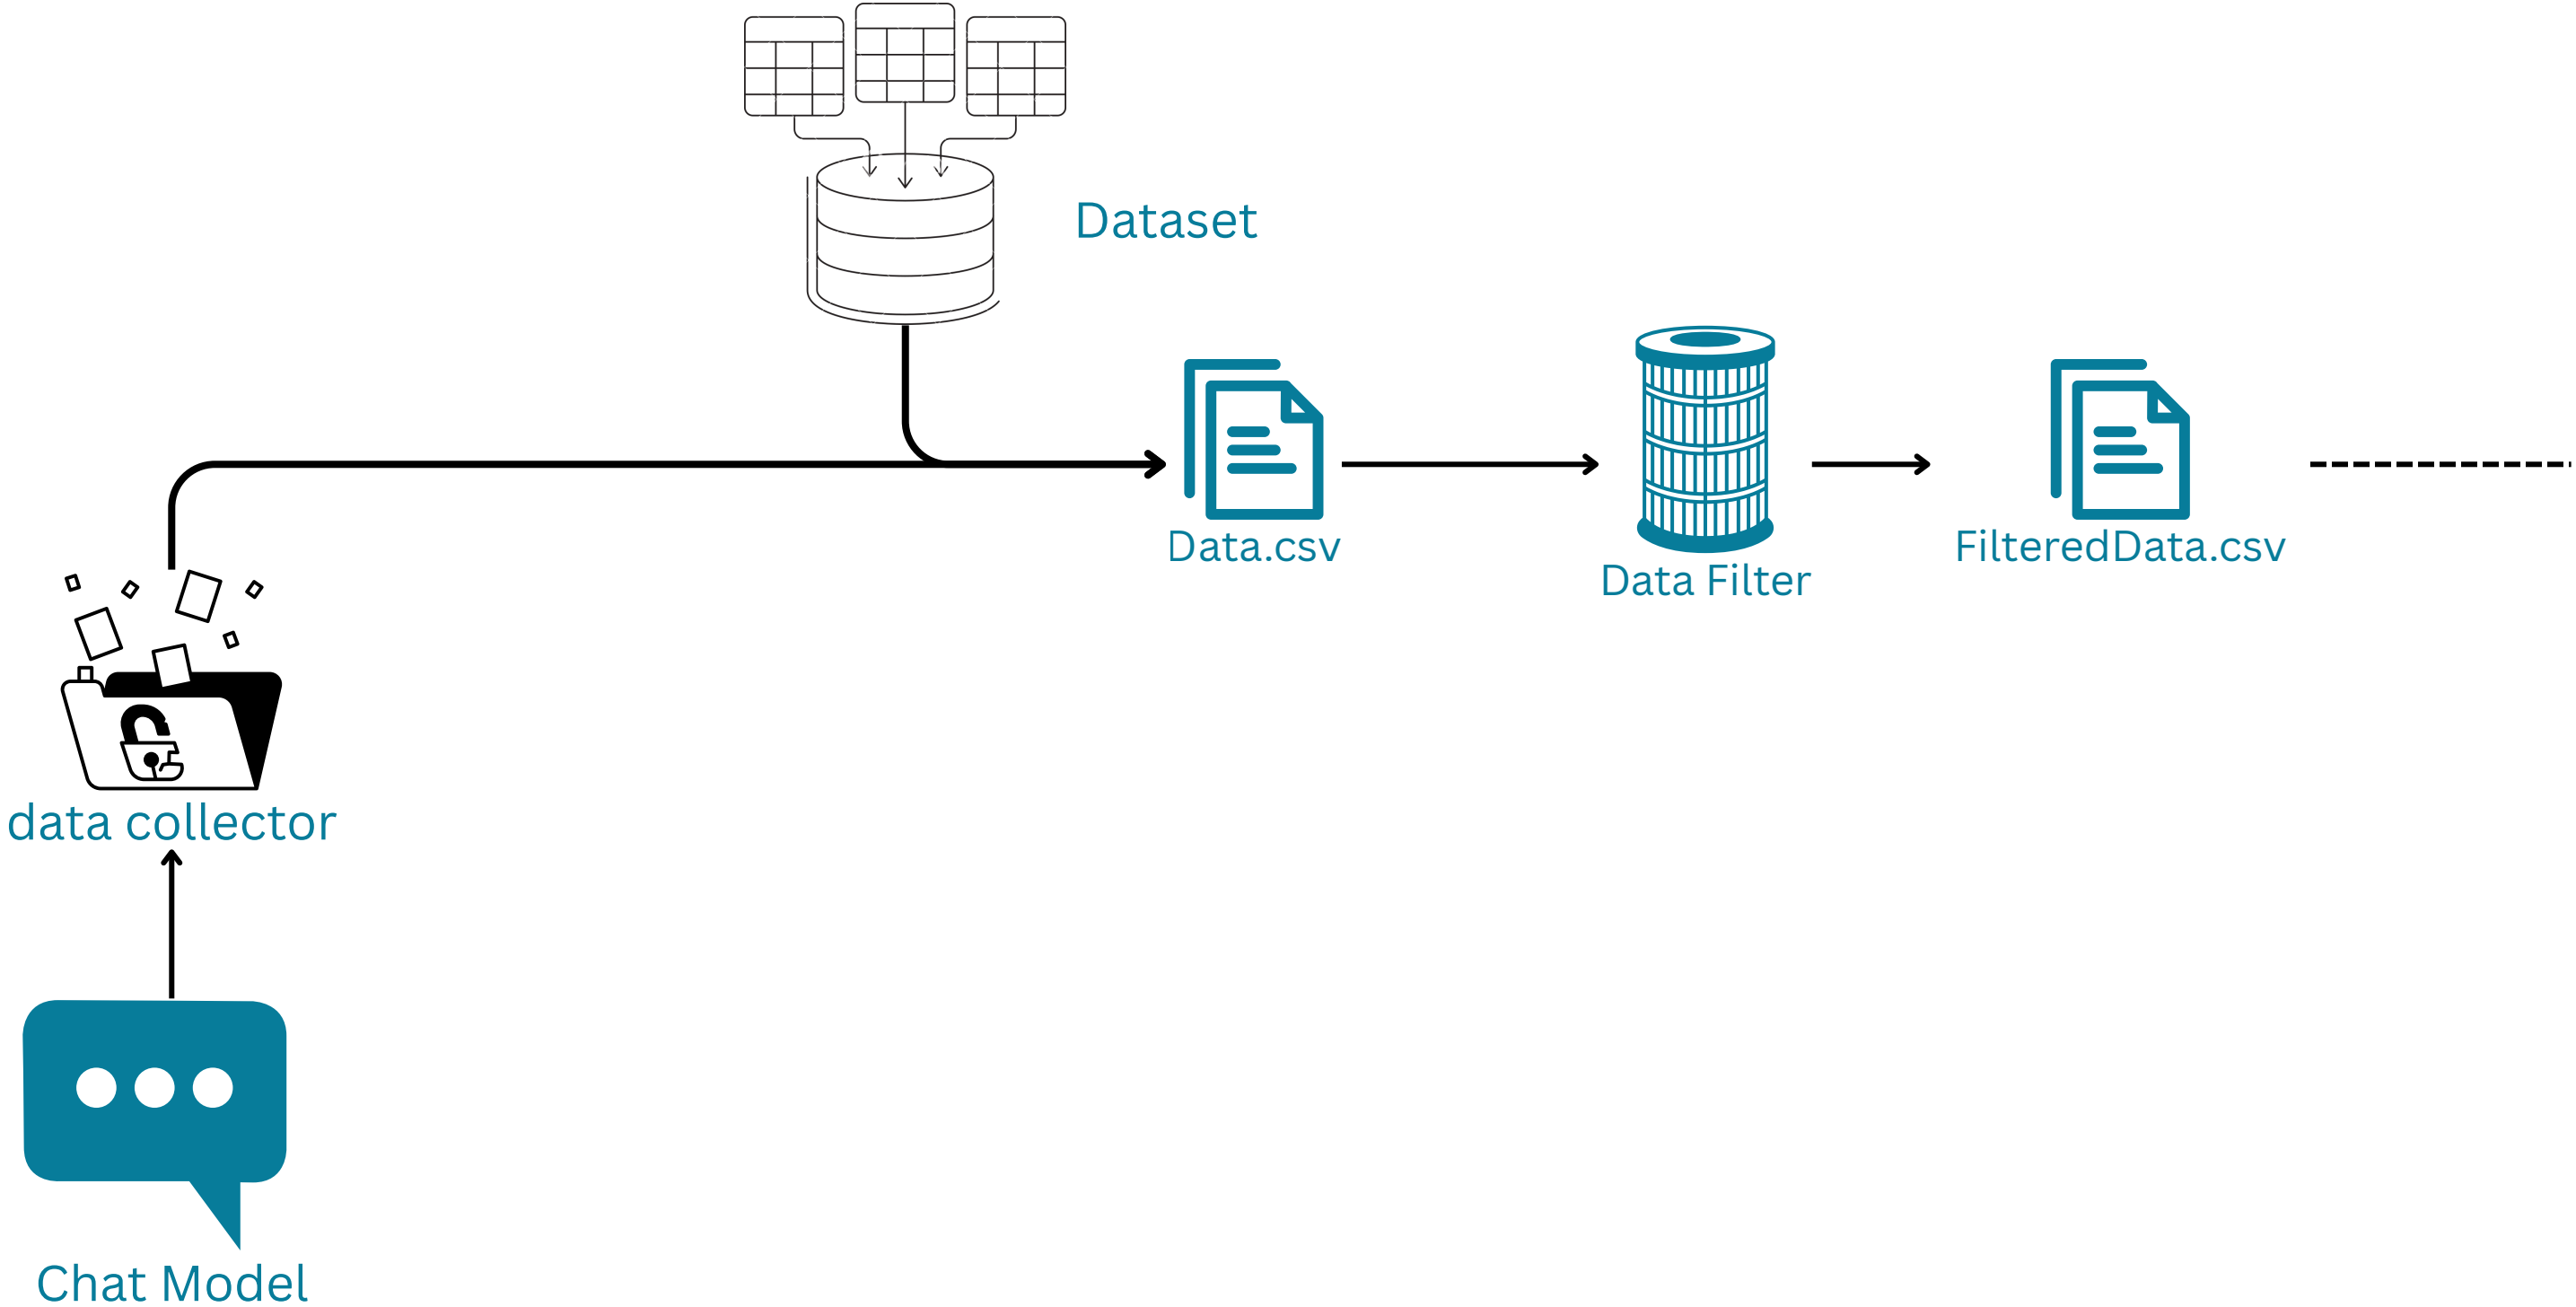 Dataset
Data.csv
Data Filter
FilteredData.csv
data collector
Chat Model